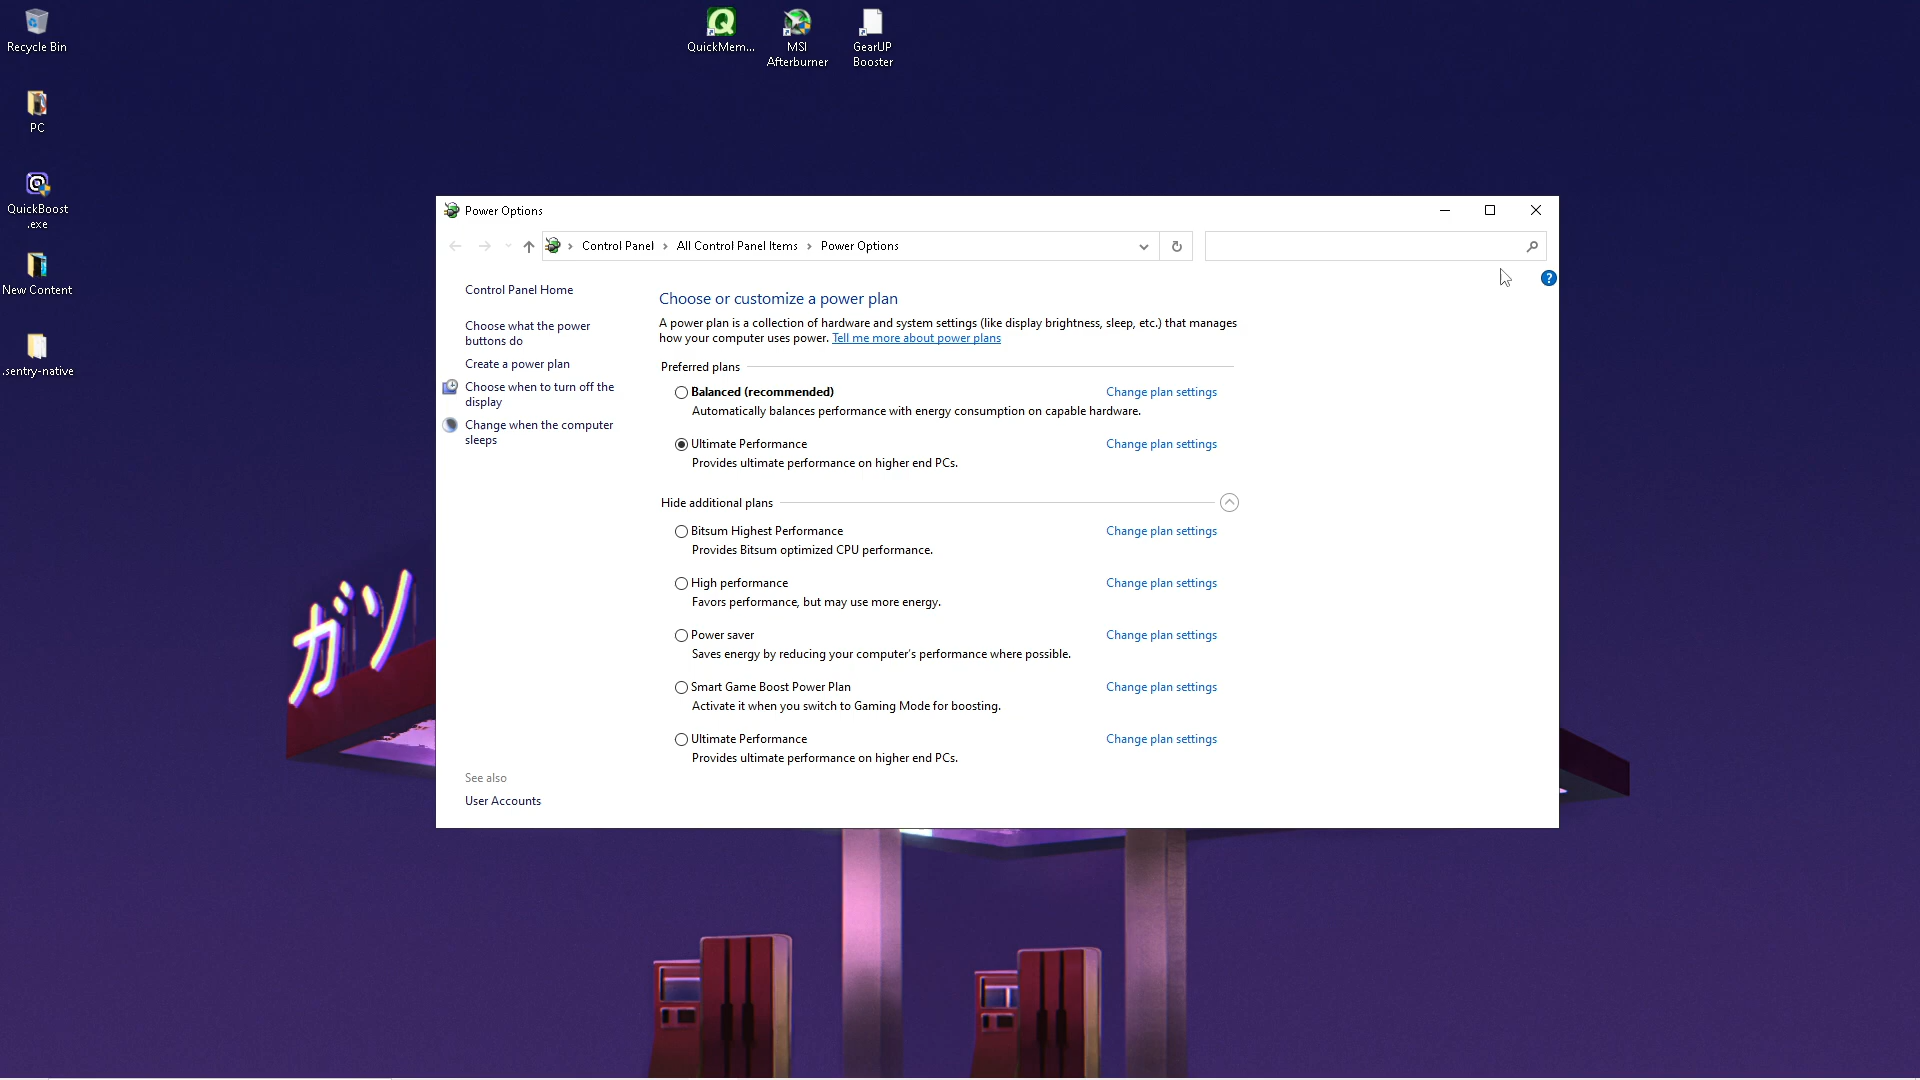 Recycle Bin
PC
QuickBoost
.exe
New Content
.sentry-native
QuickMem...
MSI
Afterburner
GearUP
Booster
Power Options
Control Panel
All Control Panel Items
Power Options
Control Panel Home
Choose what the power
buttons do
Create a power plan
Choose when to turn off the
display
Change when the computer
sleeps
See also
User Accounts
Choose or customize a power plan
A power plan is a collection of hardware and system settings (like display brightness, sleep, etc.) that manages
how your computer uses power. Tell me more about power plans
Preferred plans
Balanced (recommended) Change plan settings
Automatically balances performance with energy consumption on capable hardware.
Ultimate Performance Change plan settings
Provides ultimate performance on higher end PCs.
Hide additional plans
Bitsum Highest Performance Change plan settings
Provides Bitsum optimized CPU performance.
High performance Change plan settings
Favors performance, but may use more energy.
Power saver Change plan settings
Saves energy by reducing your computer's performance where possible.
Smart Game Boost Power Plan Change plan settings
Activate it when you switch to Gaming Mode for boosting.
Ultimate Performance Change plan settings
Provides ultimate performance on higher end PCs.
ガソ